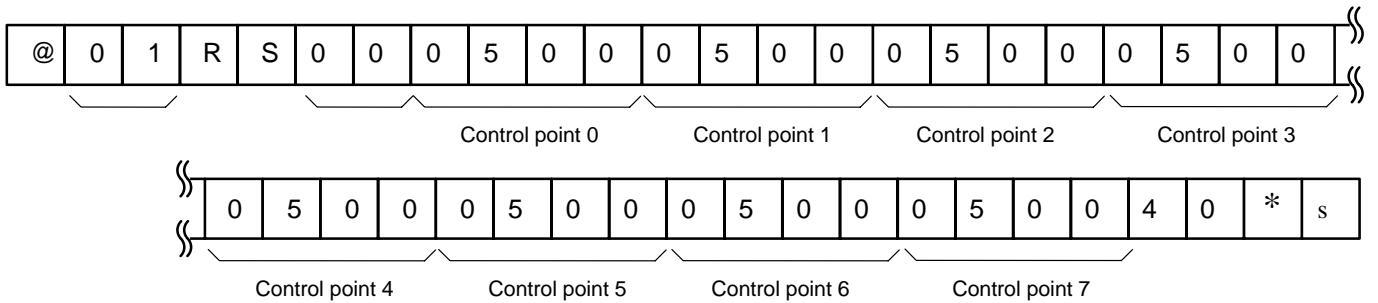 @ 0 1 R S 0 0 0 5 0 0 0 5 0 0 0 5 0 0 0 5 0 0
Control point 0 Control point 1 Control point 2 Control point 3
0 5 0 0 0 5 0 0 0 5 0 0 0 5 0 0 4 0 * s
Control point 4 Control point 5 Control point 6 Control point 7